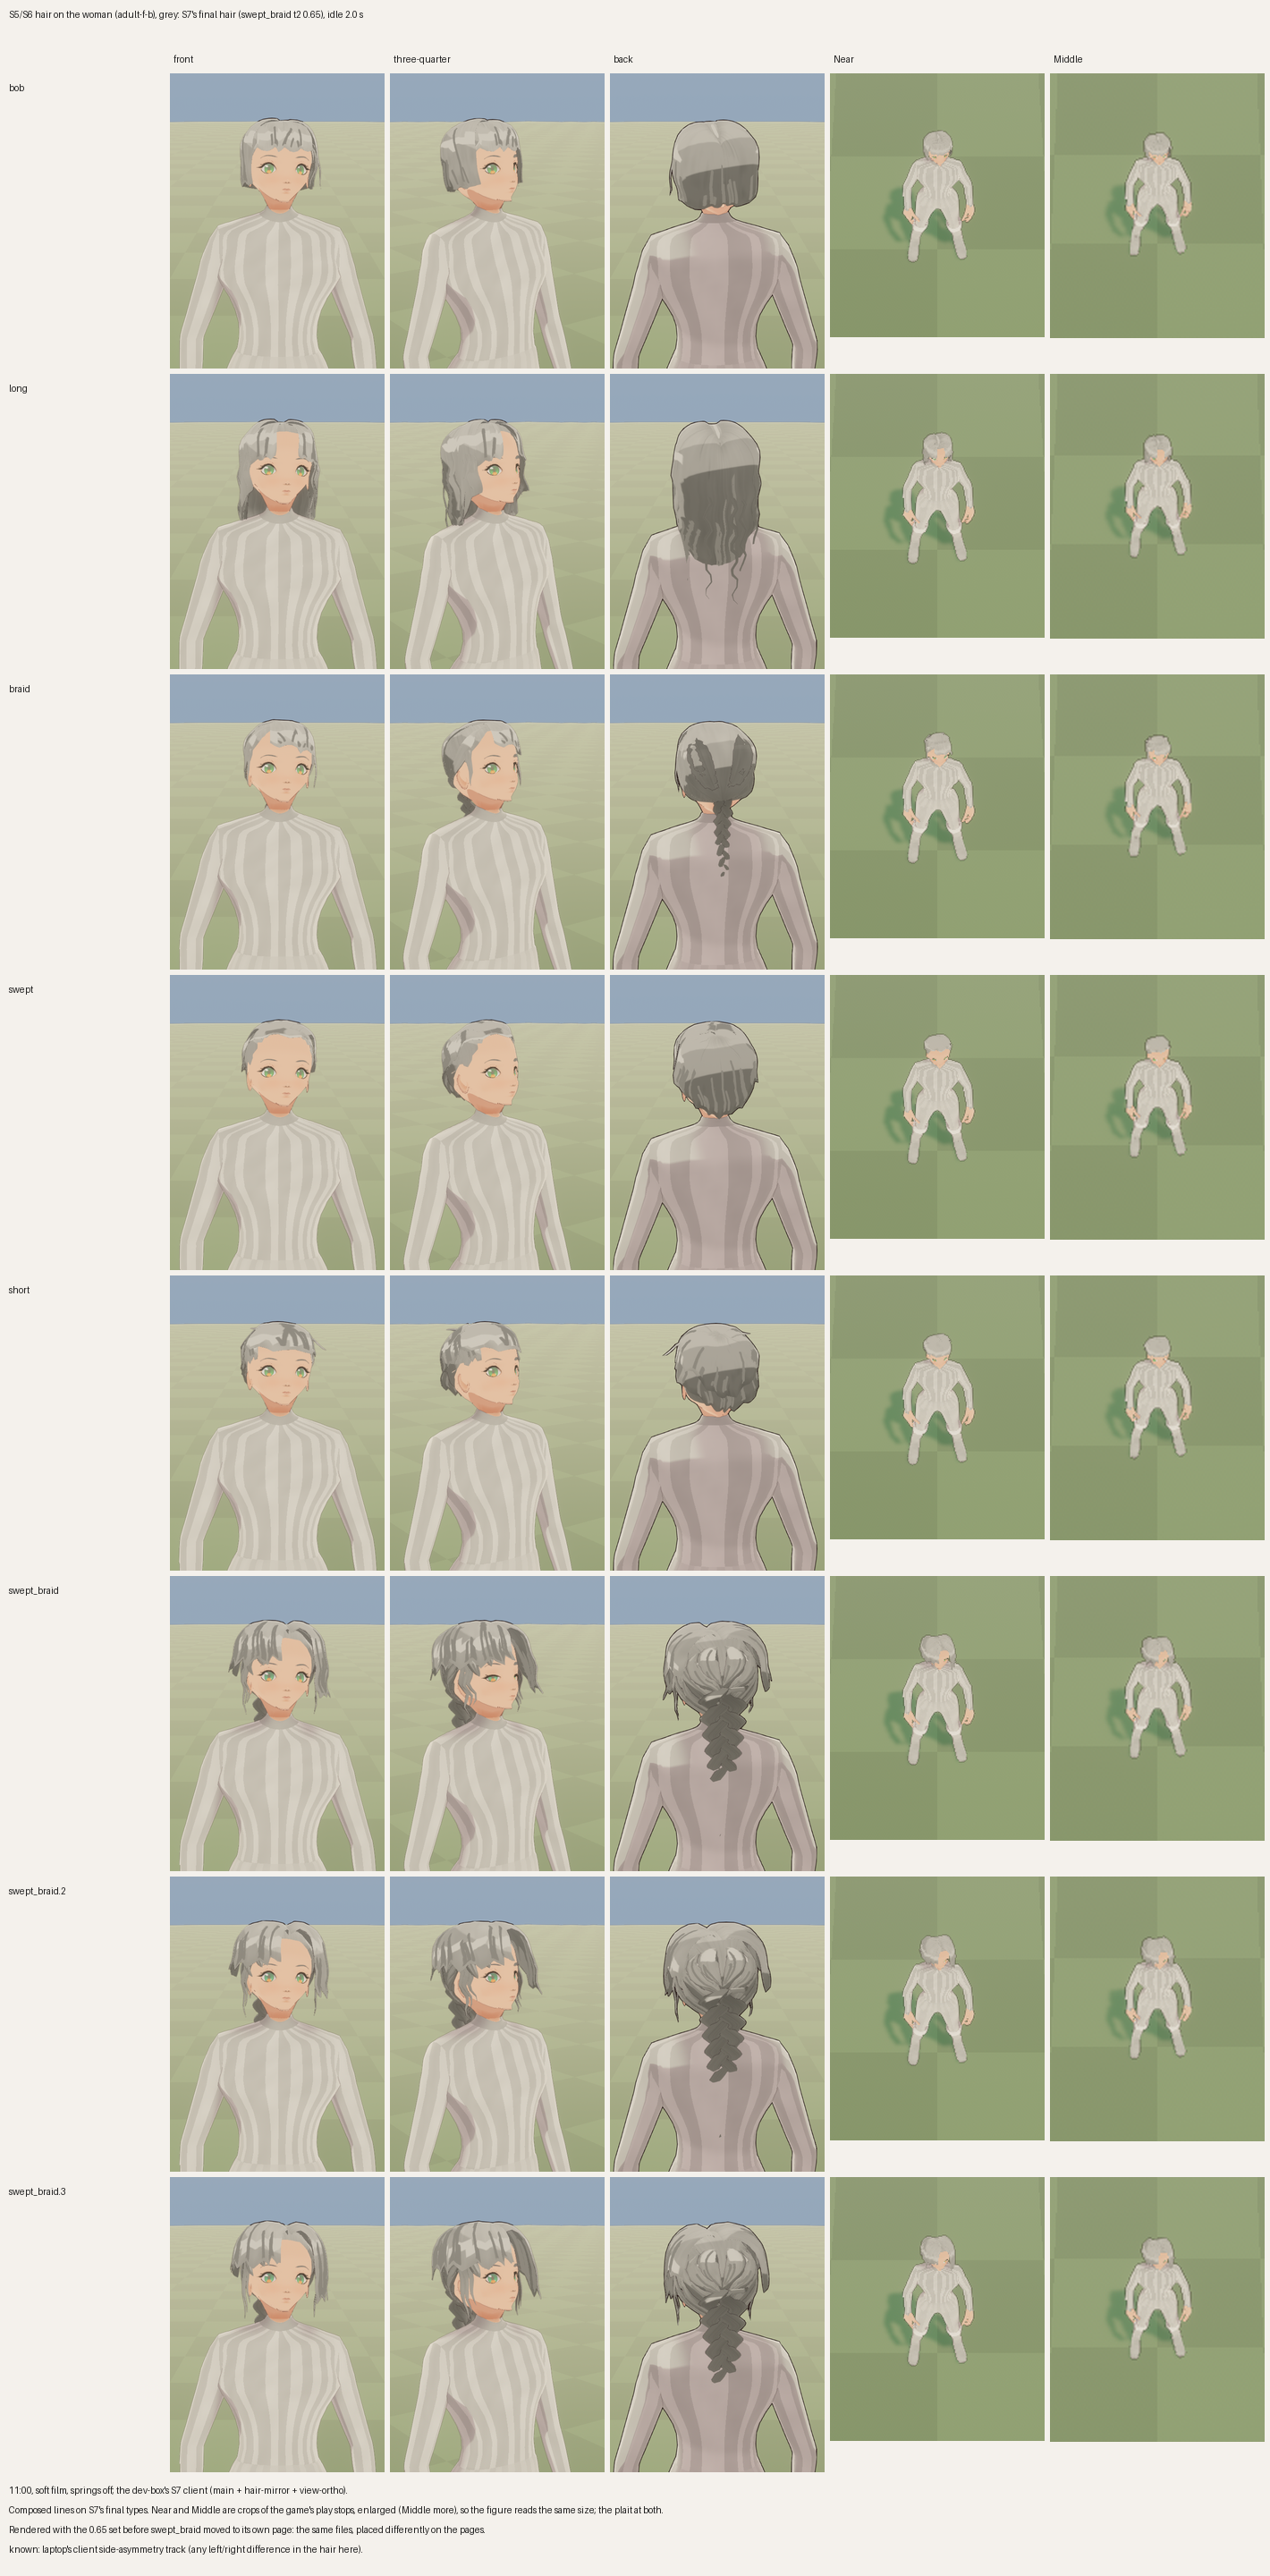 S5/S6 hair on the woman (adult-f-b), grey: S7's final hair (swept_braid t2 0.65), idle 2.0 s
front three-quarter back Near Middle
bob
long
braid
swept
short
swept_braid
swept_braid.2
swept_braid.3
11:00, soft film, springs off; the dev-box's S7 client (main + hair-mirror + view-ortho).
Composed lines on S7's final types. Near and Middle are crops of the game's play stops, enlarged (Middle more), so the figure reads the same size; the plait at both.
Rendered with the 0.65 set before swept_braid moved to its own page: the same files, placed differently on the pages.
known: laptop's client side-asymmetry track (any left/right difference in the hair here).